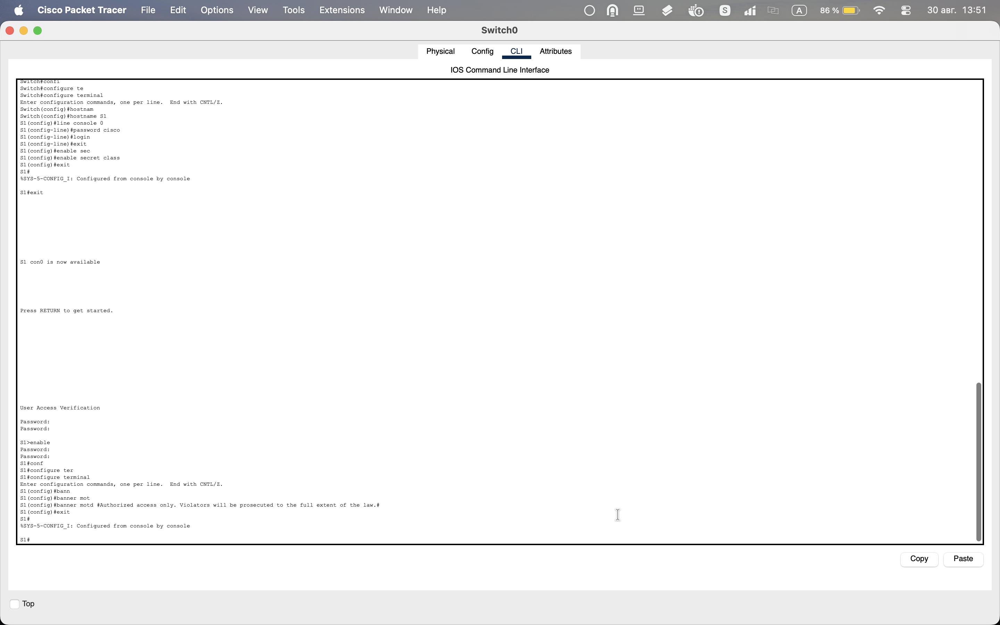 Cisco Packet Tracer File Edit Options View Tools Extensions Window Help A 86 % 30 авг. 13:51
Switch0
Physical Config CLI Attributes
IOS Command Line Interface
Switch#confi
Switch#configure te
Switch#configure terminal
Enter configuration commands, one per line. End with CNTL/Z.
Switch(config)#hostnam
Switch(config)#hostname S1
S1(config)#line console 0
S1(config-line)#password cisco
S1(config-line)#login
S1(config-line)#exit
S1(config)#enable sec
S1(config)#enable secret class
S1(config)#exit
S1#
%SYS-5-CONFIG_I: Configured from console by console
S1#exit
S1 con0 is now available
Press RETURN to get started.
User Access Verification
Password:
Password:
S1>enable
Password:
Password:
S1#conf
S1#configure ter
S1#configure terminal
Enter configuration commands, one per line. End with CNTL/Z.
S1(config)#bann
S1(config)#banner mot
S1(config)#banner motd #Authorized access only. Violators will be prosecuted to the full extent of the law.#
S1(config)#exit
S1#
%SYS-5-CONFIG_I: Configured from console by console
S1#
Copy Paste
Top